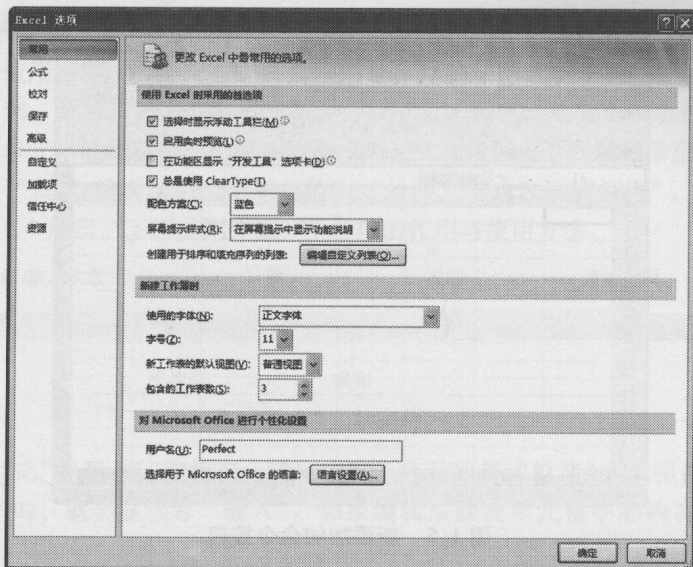 Excel 选项
常用
公式
校对
保存
高级
自定义
加载项
信任中心
资源
更改 Excel 中最常用的选项。
使用 Excel 时采用的首选项
选择时显示浮动工具栏(M)
启用实时预览(L)
在功能区显示“开发工具”选项卡(D)
总是使用 ClearType(T)
配色方案(C): 蓝色
屏幕提示样式(R): 在屏幕提示中显示功能说明
创建用于排序和填充序列的列表: 编辑自定义列表(O)...
新建工作簿时
使用的字体(N): 正文字体
字号(Z): 11
新工作表的默认视图(V): 普通视图
包含的工作表数(S): 3
对 Microsoft Office 进行个性化设置
用户名(U): Perfect
选择用于 Microsoft Office 的语言: 语言设置(A)...
确定 取消